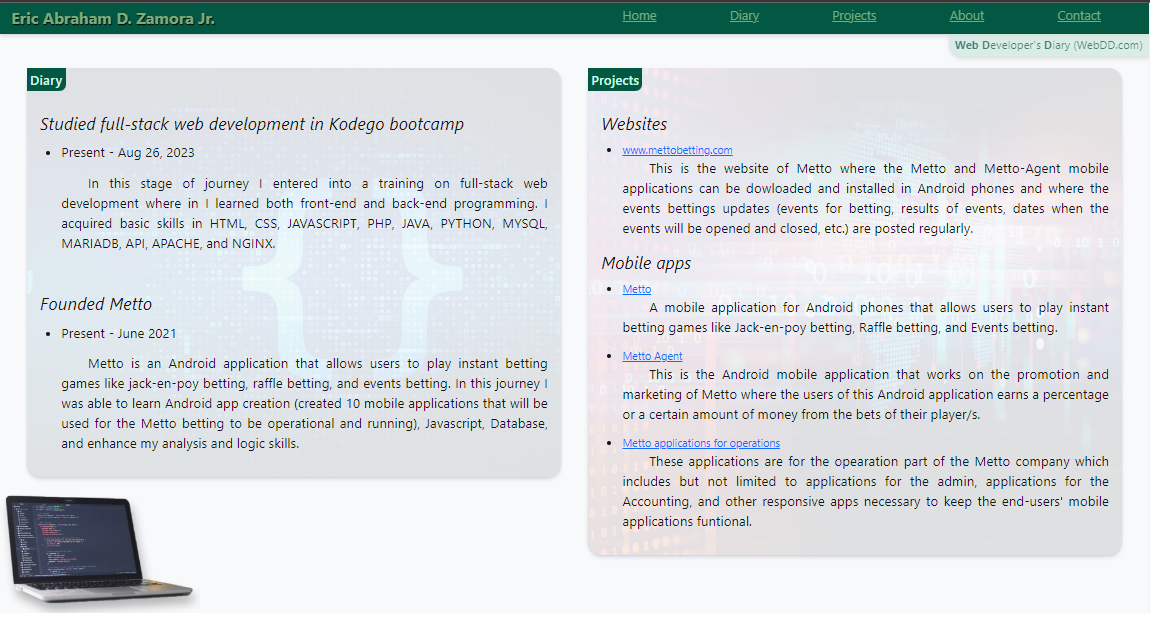 Eric Abraham D. Zamora Jr.
Home
Diary
Projects
About
Contact
Web Developer's Diary (WebDD.com)
Diary
Studied full-stack web development in Kodego bootcamp
Present - Aug 26, 2023
In this stage of journey I entered into a training on full-stack web
development where in I learned both front-end and back-end programming. I
acquired basic skills in HTML, CSS, JAVASCRIPT, PHP, JAVA, PYTHON, MYSQL,
MARIADB, API, APACHE, and NGINX.
Founded Metto
Present - June 2021
Metto is an Android application that allows users to play instant betting
games like jack-en-poy betting, raffle betting, and events betting. In this journey I
was able to learn Android app creation (created 10 mobile applications that will be
used for the Metto betting to be operational and running), Javascript, Database,
and enhance my analysis and logic skills.
Projects
Websites
www.mettobetting.com
This is the website of Metto where the Metto and Metto-Agent mobile
applications can be dowloaded and installed in Android phones and where the
events bettings updates (events for betting, results of events, dates when the
events will be opened and closed, etc.) are posted regularly.
Mobile apps
Metto
A mobile application for Android phones that allows users to play instant
betting games like Jack-en-poy betting, Raffle betting, and Events betting.
Metto Agent
This is the Android mobile application that works on the promotion and
marketing of Metto where the users of this Android application earns a percentage
or a certain amount of money from the bets of their player/s.
Metto applications for operations
These applications are for the opearation part of the Metto company which
includes but not limited to applications for the admin, applications for the
Accounting, and other responsive apps necessary to keep the end-users' mobile
applications funtional.